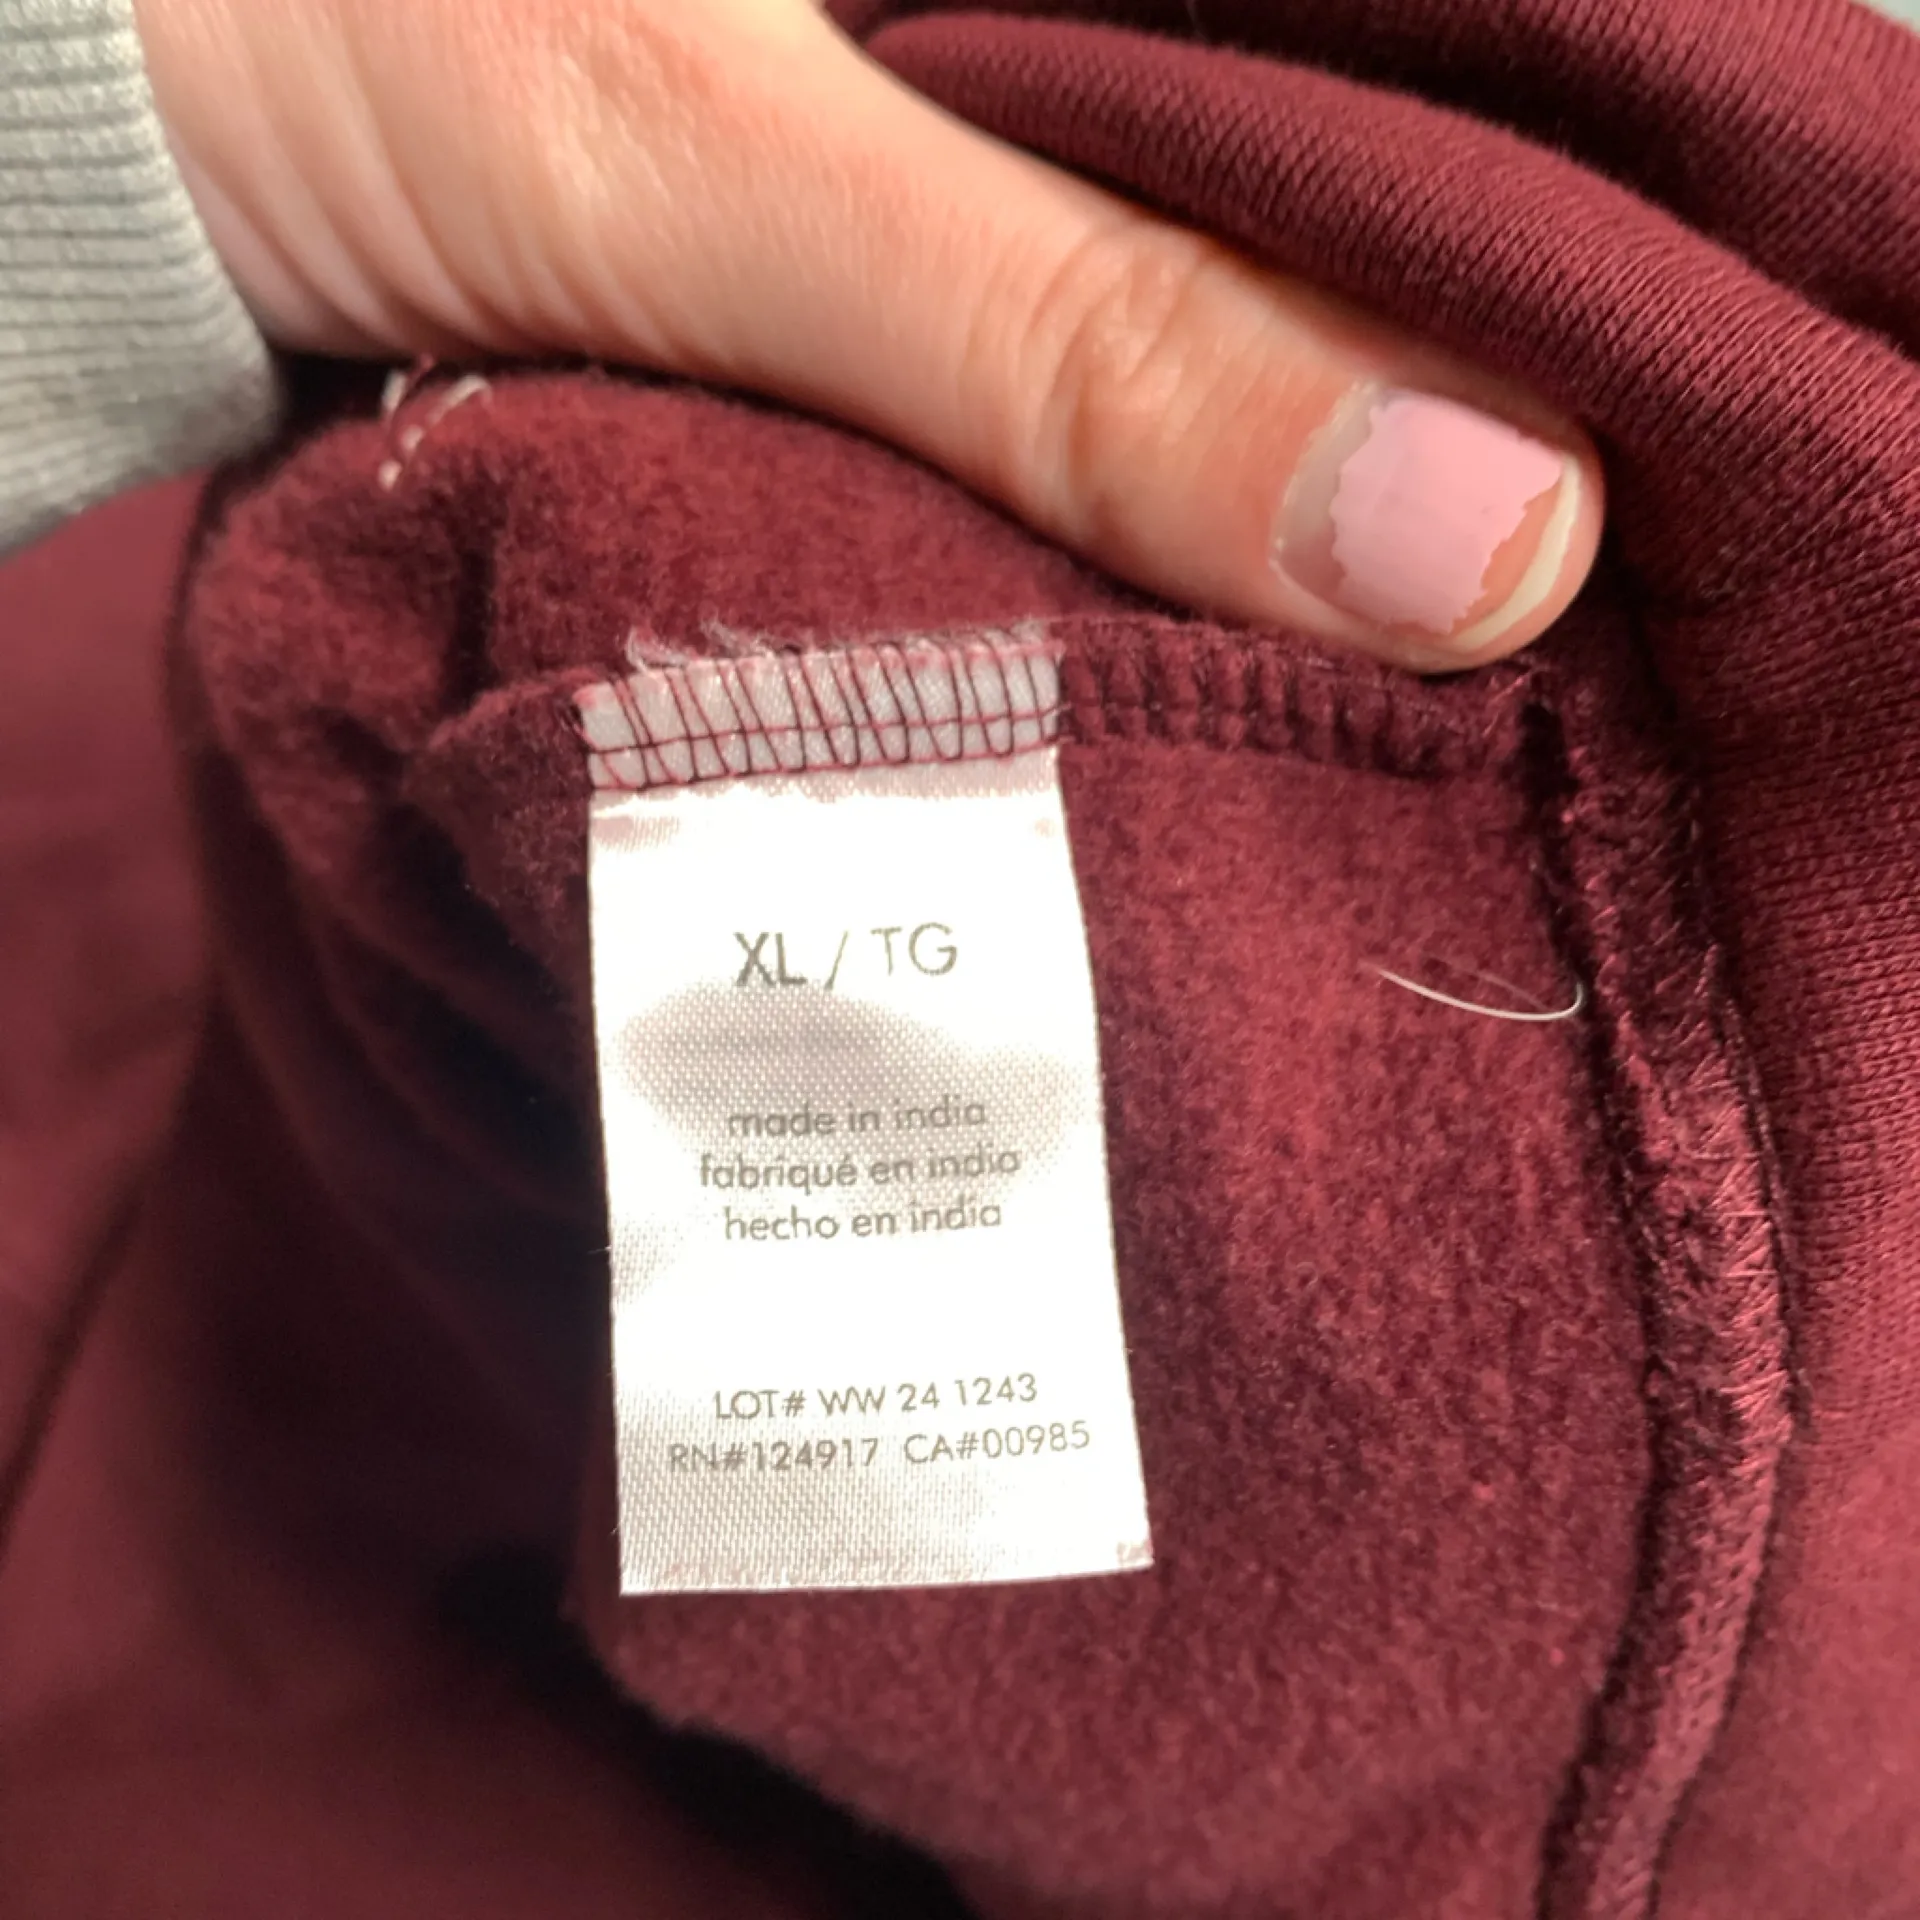 XL / TG
made in india
fabriqué en india
hecho en india
LOT# WW 24 1243
RN#124917 CA#00985